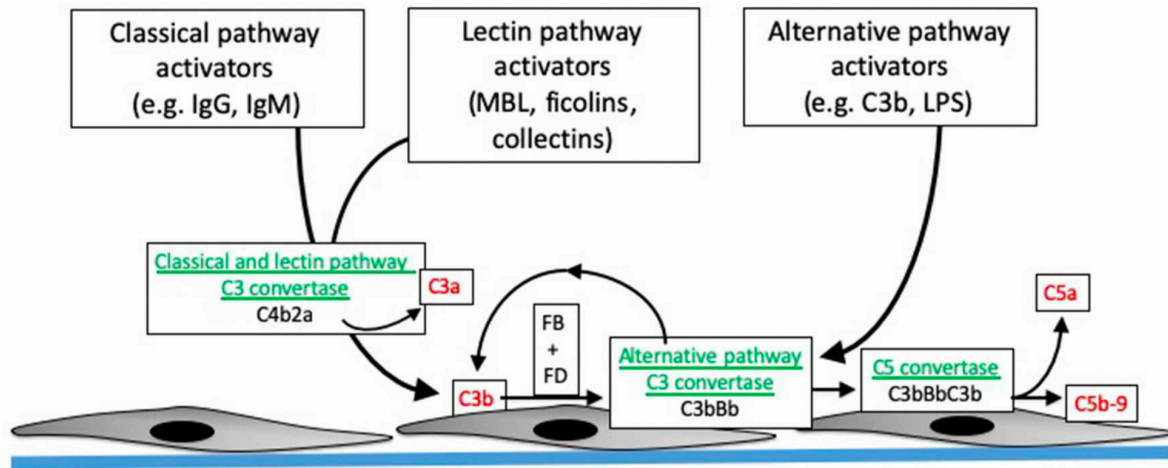 Classical pathway
activators
(e.g. IgG, IgM)
Lectin pathway
activators
(MBL, ficolins,
collectins)
Alternative pathway
activators
(e.g. C3b, LPS)
Classical and lectin pathway
C3 convertase
C4b2a
C3a
C3b
FB
+
FD
Alternative pathway
C3 convertase
C3bBb
C5 convertase
C3bBbC3b
C5a
C5b-9